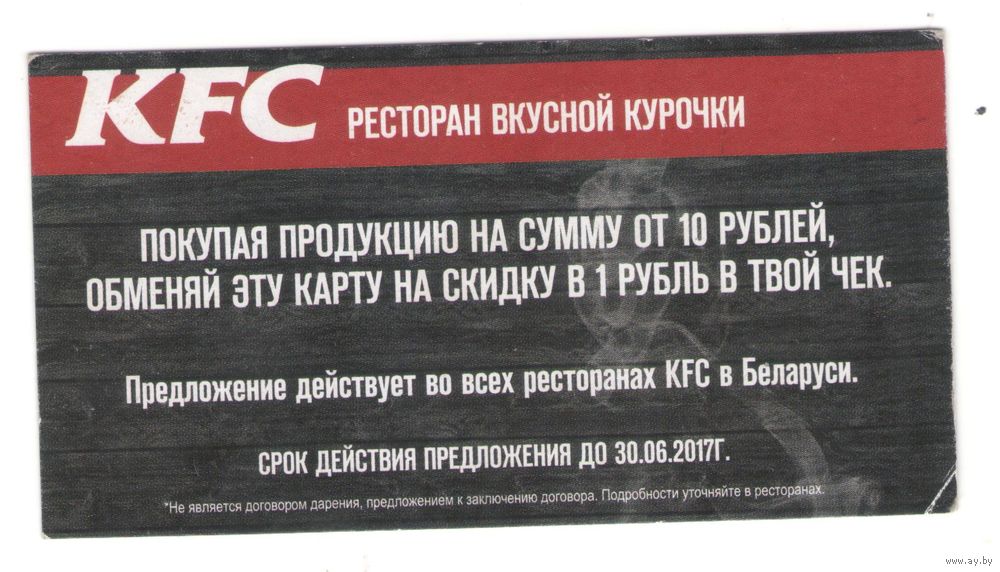 KFC РЕСТОРАН ВКУСНОЙ КУРОЧКИ
ПОКУПАЯ ПРОДУКЦИЮ НА СУММУ ОТ 10 РУБЛЕЙ,
ОБМЕНЯЙ ЭТУ КАРТУ НА СКИДКУ В 1 РУБЛЬ В ТВОЙ ЧЕК.
Предложение действует во всех ресторанах KFC в Беларуси.
СРОК ДЕЙСТВИЯ ПРЕДЛОЖЕНИЯ ДО 30.06.2017Г.
*Не является договором дарения, предложением к заключению договора. Подробности уточняйте в ресторанах.
www.ay.by